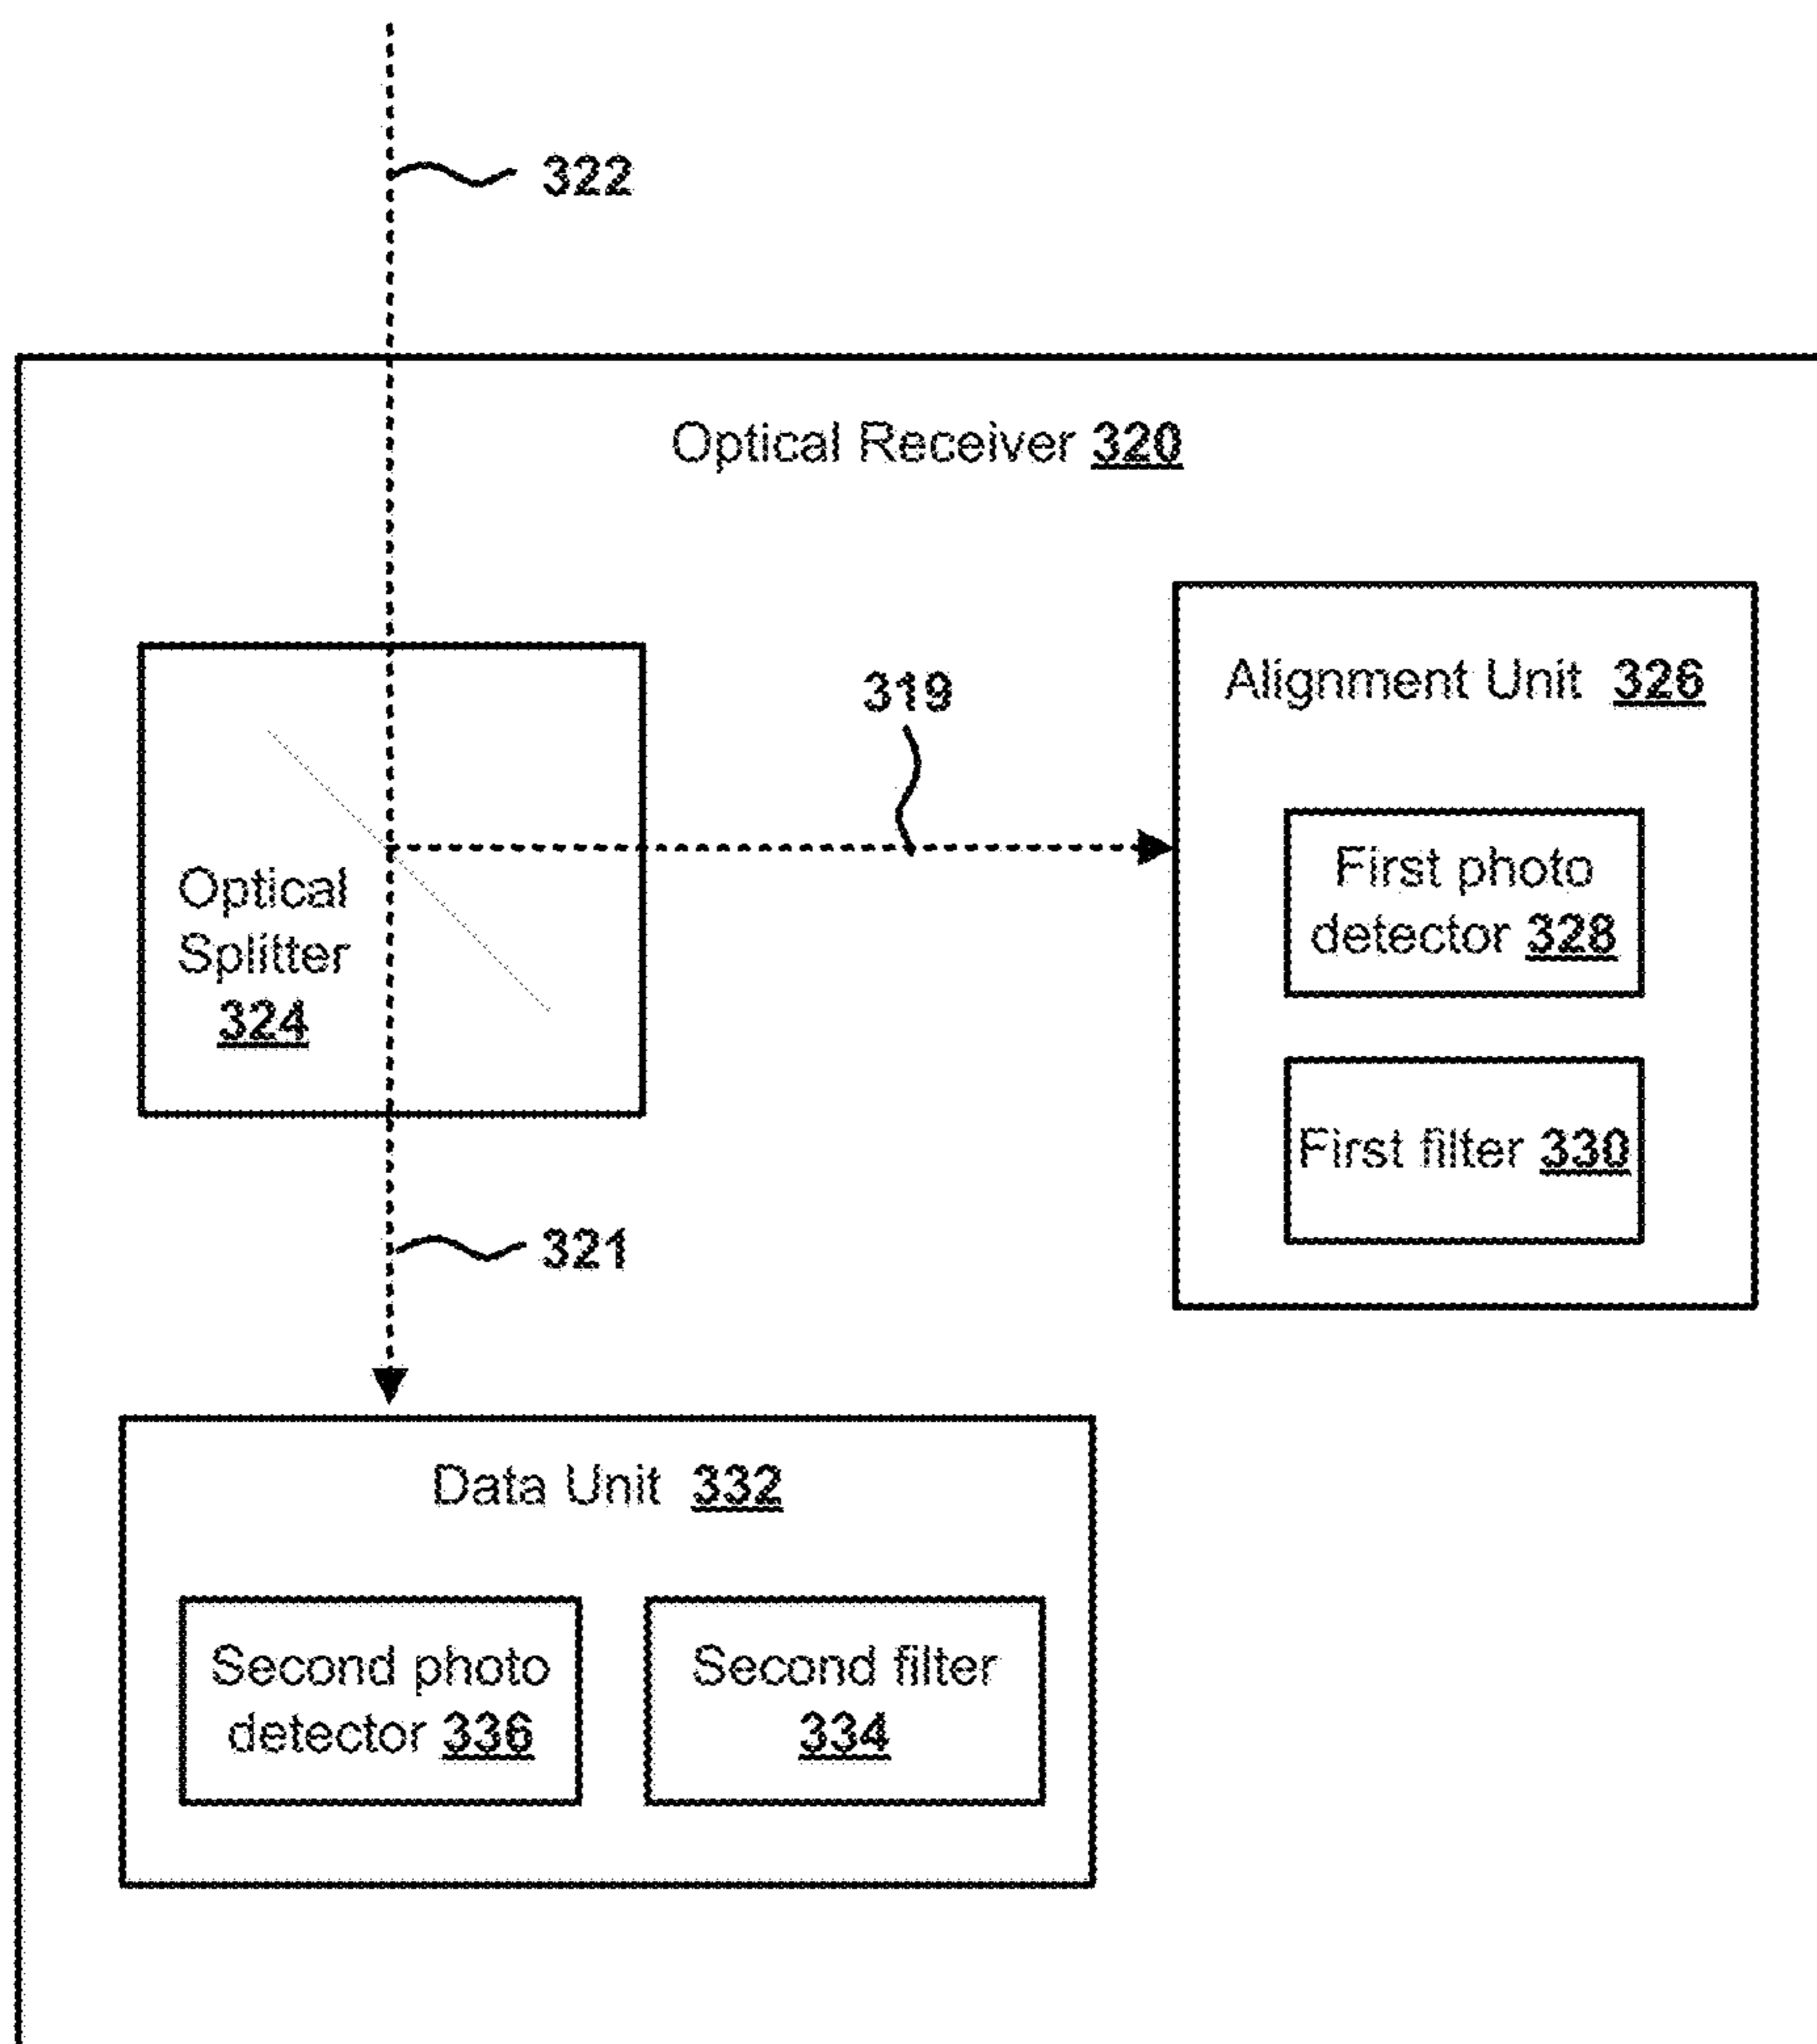 322
Optical Receiver 320
319
Alignment Unit 326
First photo
detector 328
Optical
Splitter
324
First filter 330
321
Data Unit 332
Second photo
detector 336
Second filter
334